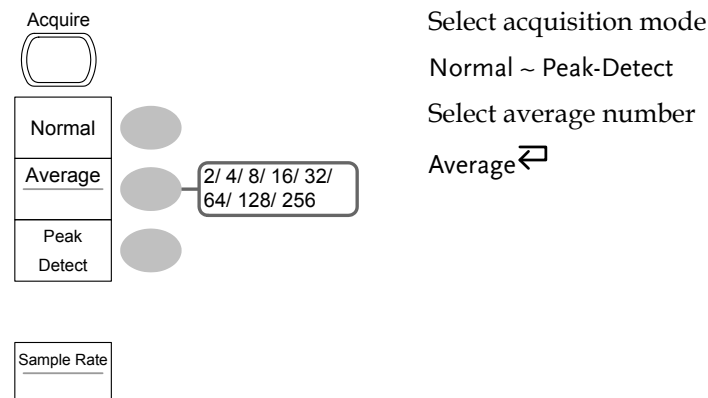 Acquire
Normal
Average
2/ 4/ 8/ 16/ 32/
64/ 128/ 256
Peak
Detect
Sample Rate
Select acquisition mode
Normal ~ Peak-Detect
Select average number
Average